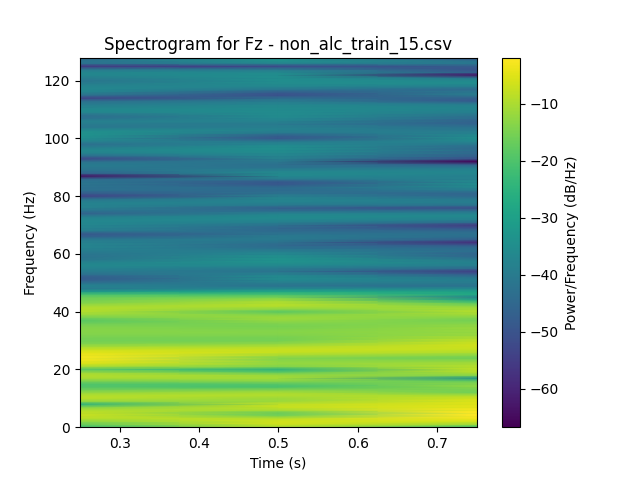 Spectrogram for Fz - non_alc_train_15.csv
120
100
80
60
40
20
0
Frequency (Hz)
0.3 0.4 0.5 0.6 0.7
Time (s)
−10
−20
−30
−40
−50
−60
Power/Frequency (dB/Hz)